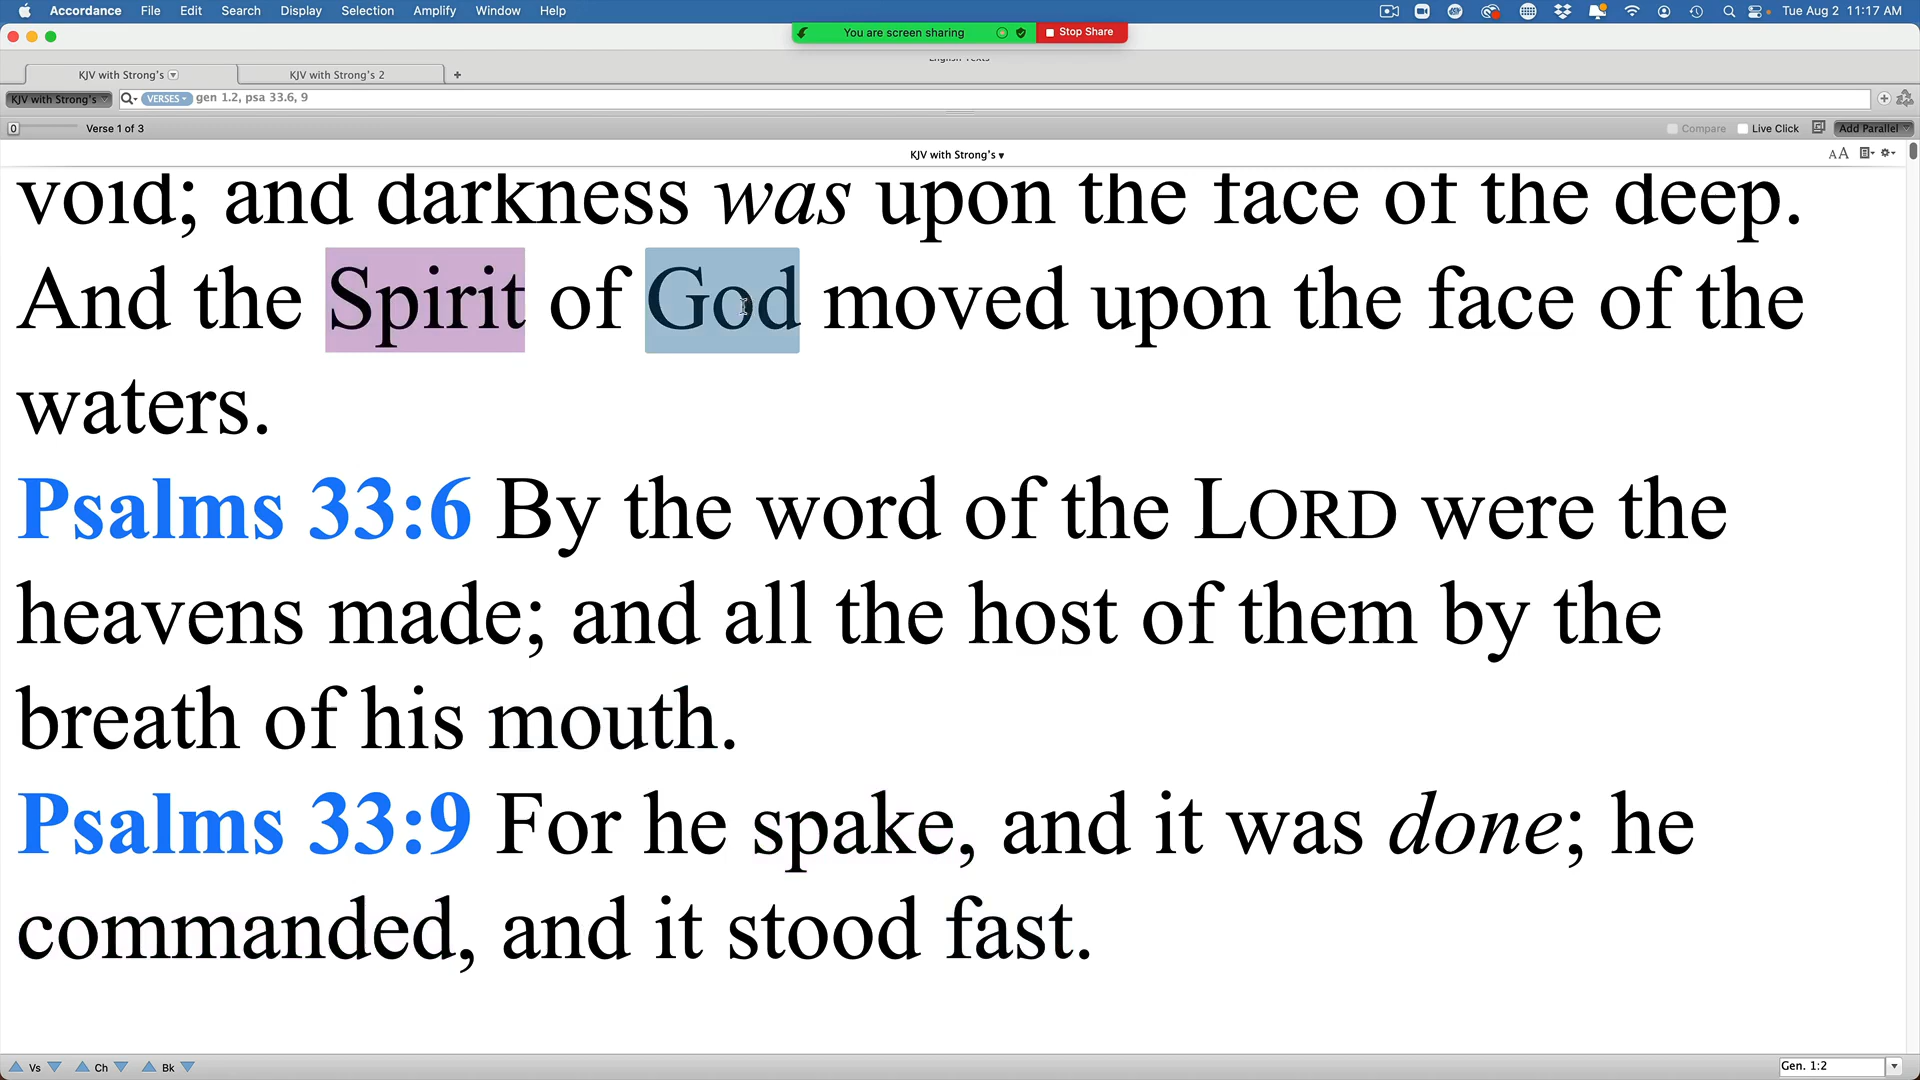 Accordance File Edit Search Display Selection Amplify Window Help Tue Aug 2 11:17 AM
You are screen sharing Stop Share
English Texts
KJV with Strong's KJV with Strong's 2 +
KJV with Strong's VERSES gen 1.2, psa 33.6, 9
0 Verse 1 of 3 Compare Live Click Add Parallel
KJV with Strong's AA
void; and darkness was upon the face of the deep.
And the Spirit of God moved upon the face of the
waters.
Psalms 33:6 By the word of the LORD were the
heavens made; and all the host of them by the
breath of his mouth.
Psalms 33:9 For he spake, and it was done; he
commanded, and it stood fast.
Vs Ch Bk Gen. 1:2